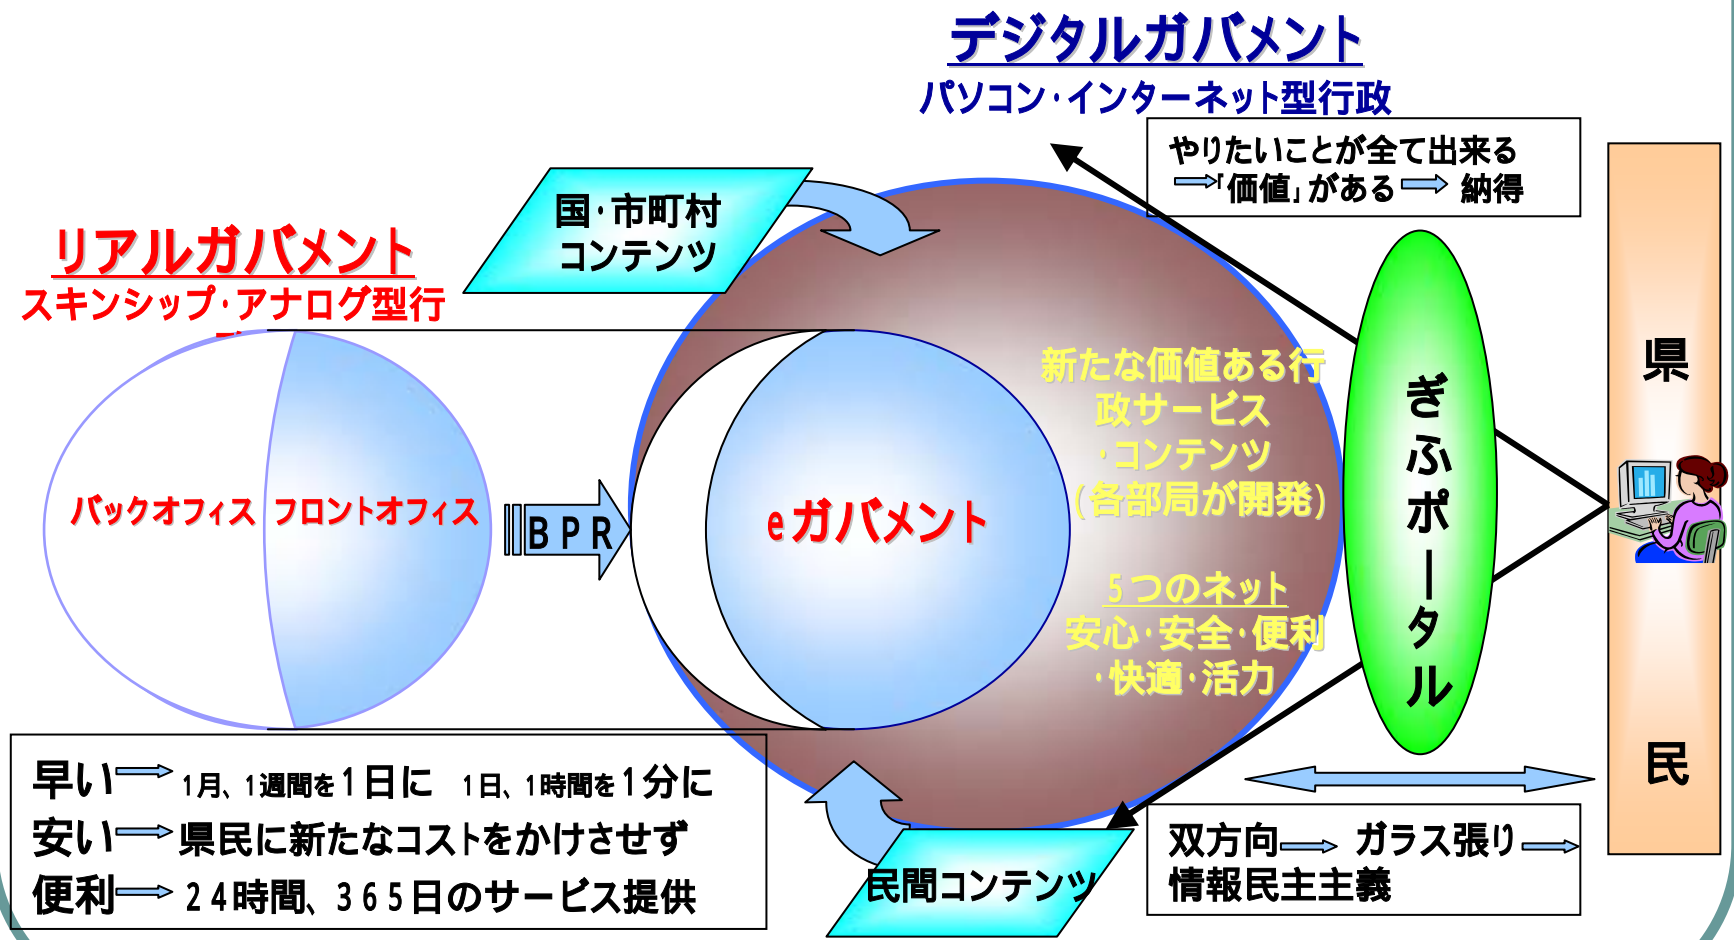 デジタルガバメント
パソコン・インターネット型行政
やりたいことが全て出来る
「価値」がある 納得
国・市町村
コンテンツ
リアルガバメント
スキンシップ・アナログ型行
バックオフィス
フロントオフィス
BPR
eガバメント
新たな価値ある行
政サービス
・コンテンツ
(各部局が開発)
5つのネット
安心・安全・便利
・快適・活力
ぎふポータル
県
民
早い 1月、1週間を1日に 1日、1時間を1分に
安い 県民に新たなコストをかけさせず
便利 24時間、365日のサービス提供
民間コンテンツ
双方向 ガラス張り
情報民主主義